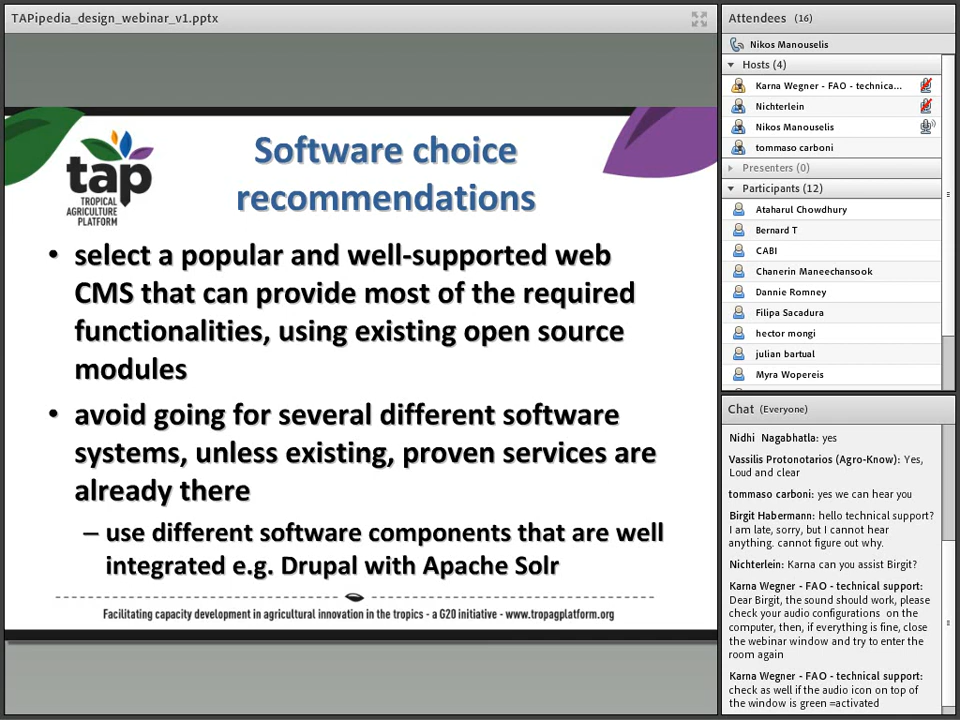 TAPipedia_design_webinar_v1.pptx
tap
TROPICAL
AGRICULTURE
PLATFORM
Software choice
recommendations
• select a popular and well-supported web
CMS that can provide most of the required
functionalities, using existing open source
modules
• avoid going for several different software
systems, unless existing, proven services are
already there
– use different software components that are well
integrated e.g. Drupal with Apache Solr
Facilitating capacity development in agricultural innovation in the tropics - a G20 initiative - www.tropagplatform.org
Attendees (16)
Nikos Manouselis
Hosts (4)
Karna Wegner - FAO - technica...
Nichterlein
Nikos Manouselis
tommaso carboni
Presenters (0)
Participants (12)
Ataharul Chowdhury
Bernard T
CABI
Chanerin Maneechansook
Dannie Romney
Filipa Sacadura
hector mongi
julian bartual
Myra Wopereis
Chat (Everyone)
Nidhi Nagabhatla: yes
Vassilis Protonotarios (Agro-Know): Yes,
Loud and clear
tommaso carboni: yes we can hear you
Birgit Habermann: hello technical support?
I am late, sorry, but I cannot hear
anything. cannot figure out why.
Nichterlein: Karna can you assist Birgit?
Karna Wegner - FAO - technical support:
Dear Birgit, the sound should work, please
check your audio configurations on the
computer, then, if everything is fine, close
the webinar window and try to enter the
room again
Karna Wegner - FAO - technical support:
check as well if the audio icon on top of
the window is green =activated